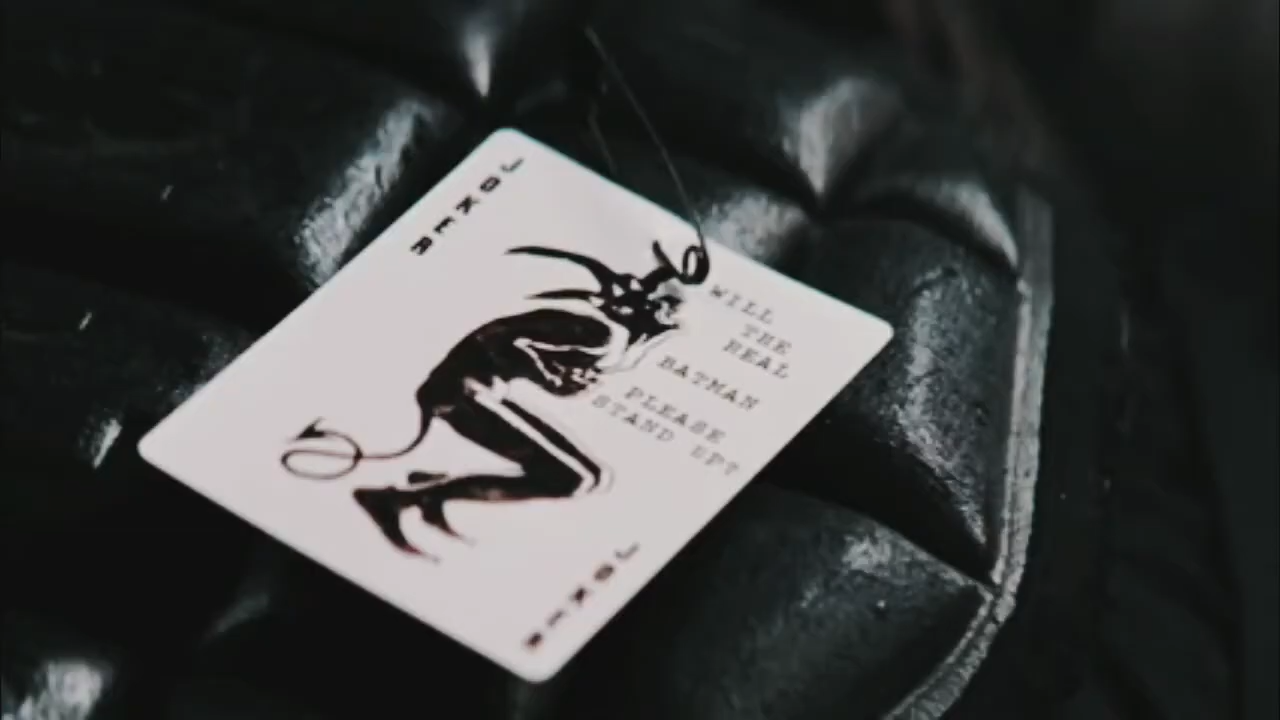 JOKER
WILL
THE
REAL
BATMAN
PLEASE
STAND UP?
JOKER